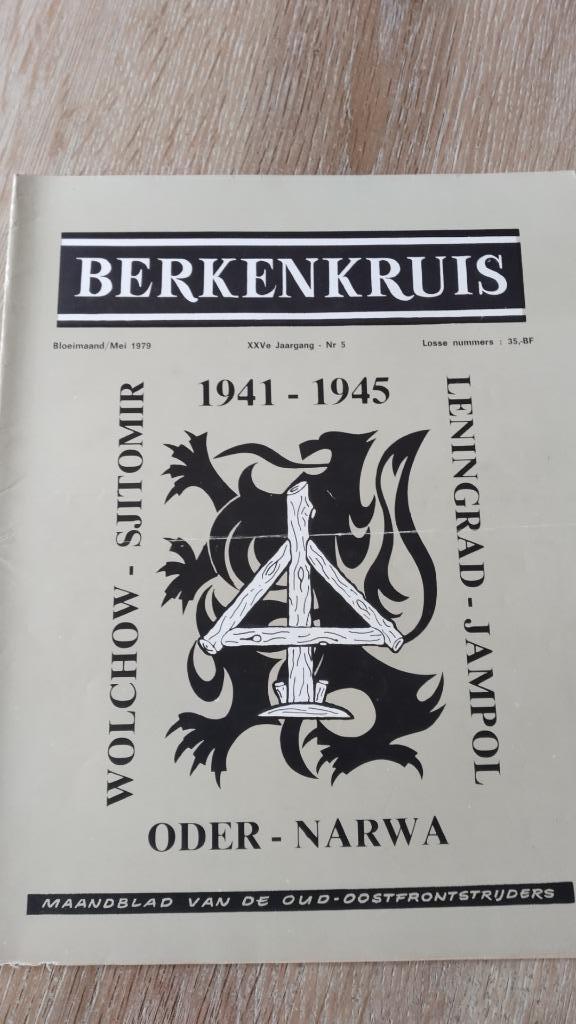 BERKENKRUIS
Bloeimaand/Mei 1979 XXVe Jaargang - Nr 5 Losse nummers : 35,-BF
1941 - 1945
WOLCHOW - SJITOMIR
LENINGRAD - JAMPOL
ODER - NARWA
MAANDBLAD VAN DE OUD-OOSTFRONTSTRIJDERS